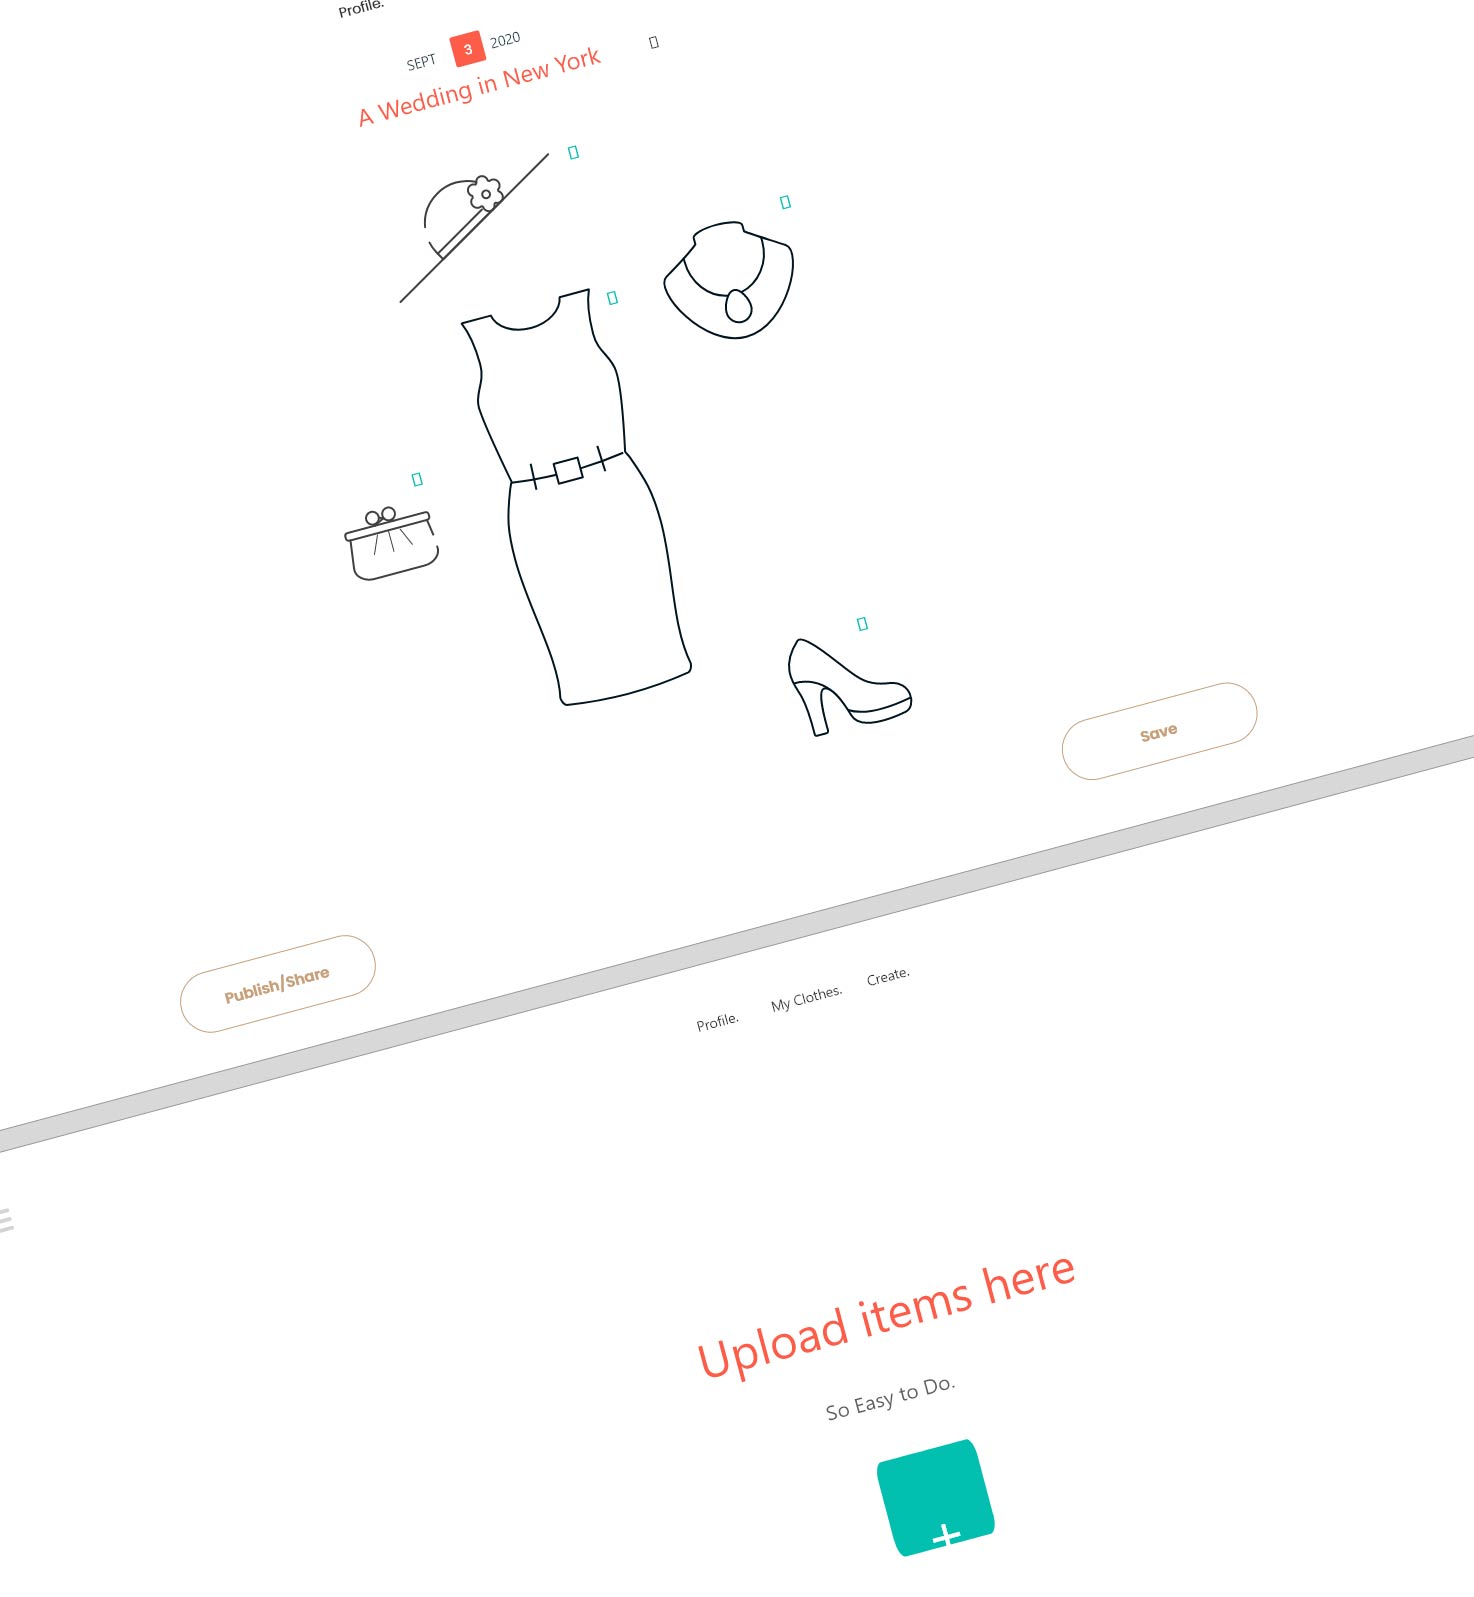 Profile.
SEPT 3 2020
A Wedding in New York
Save
Publish/Share
Profile. My Clothes. Create.
Upload items here
So Easy to Do.
+